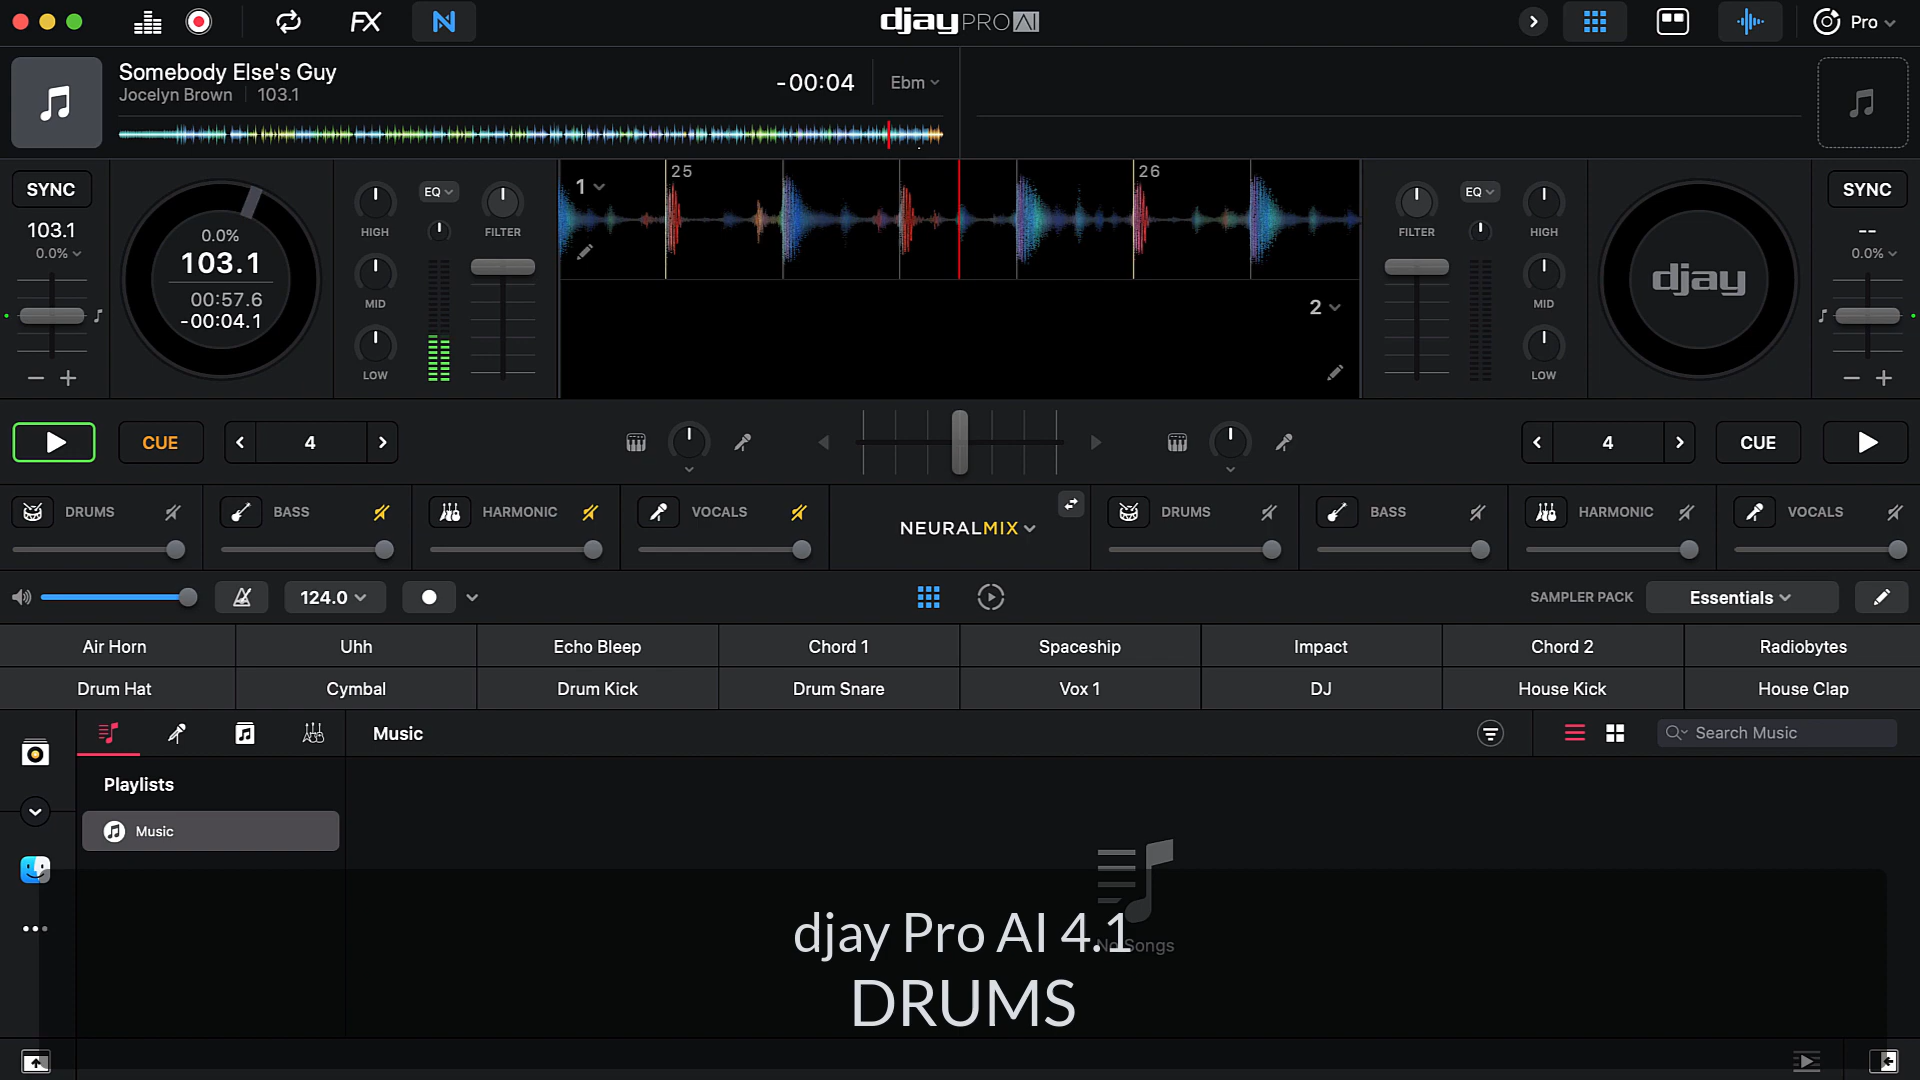 FX
djay PRO AI
Pro
Somebody Else's Guy
-00:04
Ebm
Jocelyn Brown 103.1
SYNC
103.1
0.0%
0.0%
103.1
00:57.6
-00:04.1
HIGH
EQ
FILTER
MID
LOW
1
25
26
2
FILTER
EQ
HIGH
MID
LOW
djay
SYNC
--
0.0%
CUE
4
4
CUE
DRUMS
BASS
HARMONIC
VOCALS
NEURALMIX
DRUMS
BASS
HARMONIC
VOCALS
124.0
SAMPLER PACK
Essentials
Air Horn
Uhh
Echo Bleep
Chord 1
Spaceship
Impact
Chord 2
Radiobytes
Drum Hat
Cymbal
Drum Kick
Drum Snare
Vox 1
DJ
House Kick
House Clap
Music
Search Music
Playlists
Music
No Songs
djay Pro AI 4.1
DRUMS